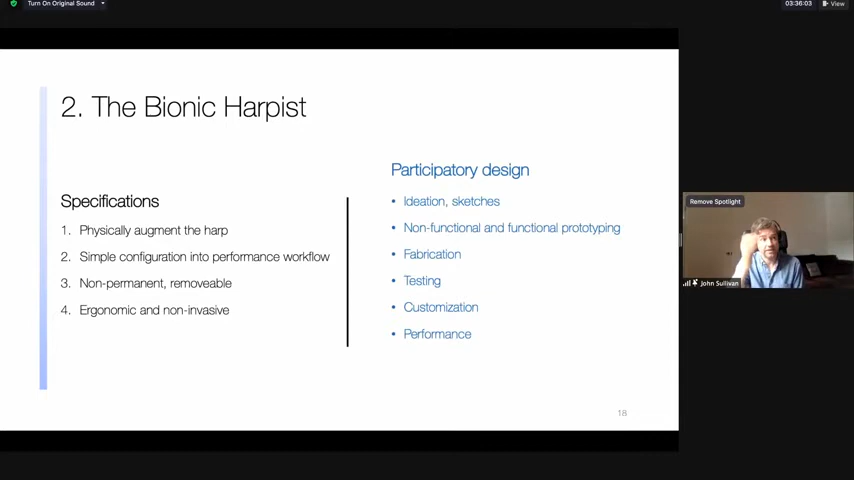 Turn On Original Sound
03:36:03
View
2. The Bionic Harpist
Specifications
1. Physically augment the harp
2. Simple configuration into performance workflow
3. Non-permanent, removeable
4. Ergonomic and non-invasive
Participatory design
• Ideation, sketches
• Non-functional and functional prototyping
• Fabrication
• Testing
• Customization
• Performance
18
Remove Spotlight
John Sullivan